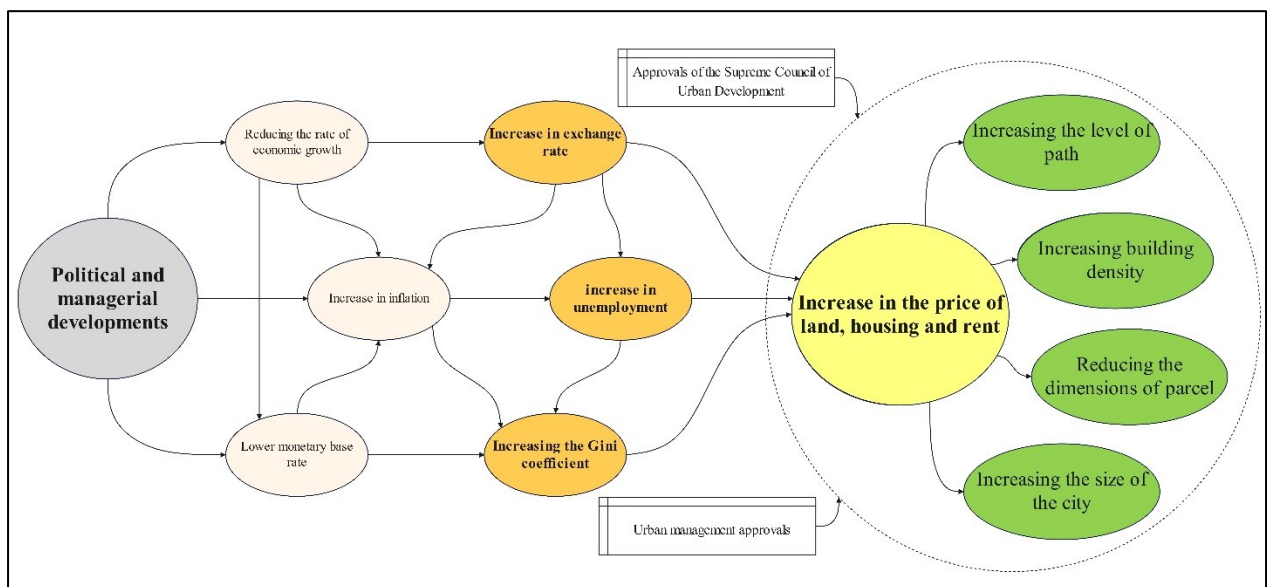 Approvals of the Supreme Council of
Urban Development
Reducing the rate of
economic growth
Increase in exchange
rate
Increasing the level of
path
Political and
managerial
developments
Increase in inflation
increase in
unemployment
Increase in the price of
land, housing and rent
Increasing building
density
Reducing the
dimensions of parcel
Lower monetary base
rate
Increasing the Gini
coefficient
Increasing the size of
the city
Urban management approvals